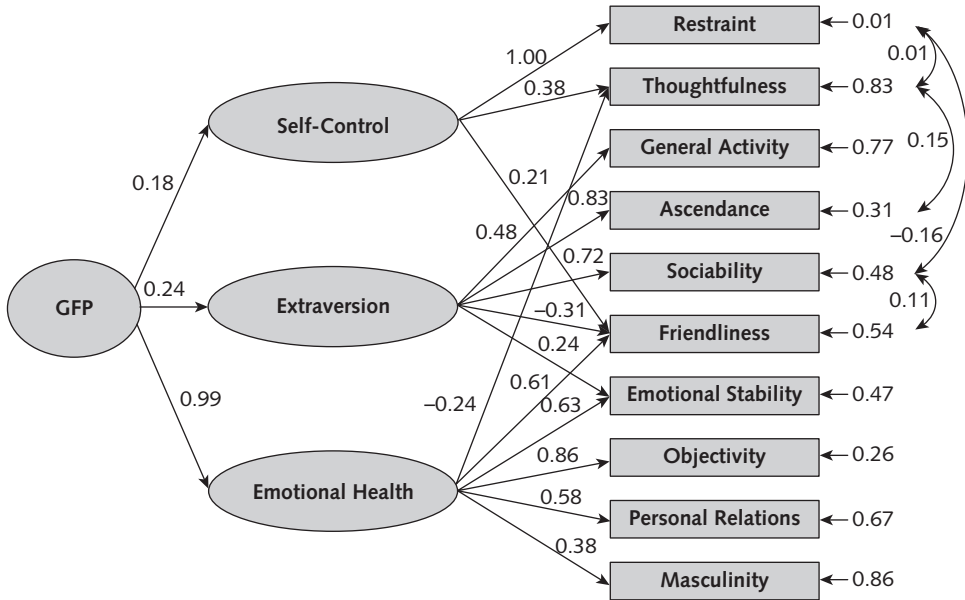 Restraint
0.01
0.01
1.00
0.38
Thoughtfulness
0.83
Self-Control
General Activity
0.77
0.15
0.18
0.21
0.83
Ascendance
0.31
0.48
–0.16
0.72
Sociability
0.48
0.24
GFP
Extraversion
0.11
–0.31
Friendliness
0.54
0.24
0.61
0.63
–0.24
0.99
Emotional Stability
0.47
0.86
Objectivity
0.26
Emotional Health
0.58
Personal Relations
0.67
0.38
Masculinity
0.86